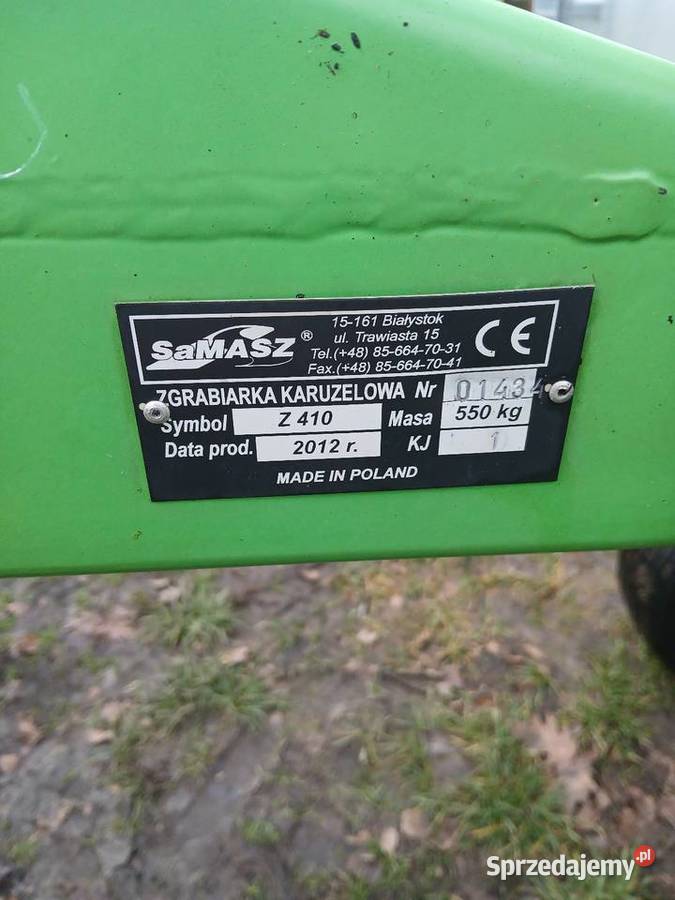 SaMASZ ®
15-161 Białystok
ul. Trawiasta 15
Tel.(+48) 85-664-70-31
Fax.(+48) 85-664-70-41
CE
ZGRABIARKA KARUZELOWA Nr 01434
Symbol Z 410 Masa 550 kg
Data prod. 2012 r. KJ 1
MADE IN POLAND
Sprzedajemy.pl